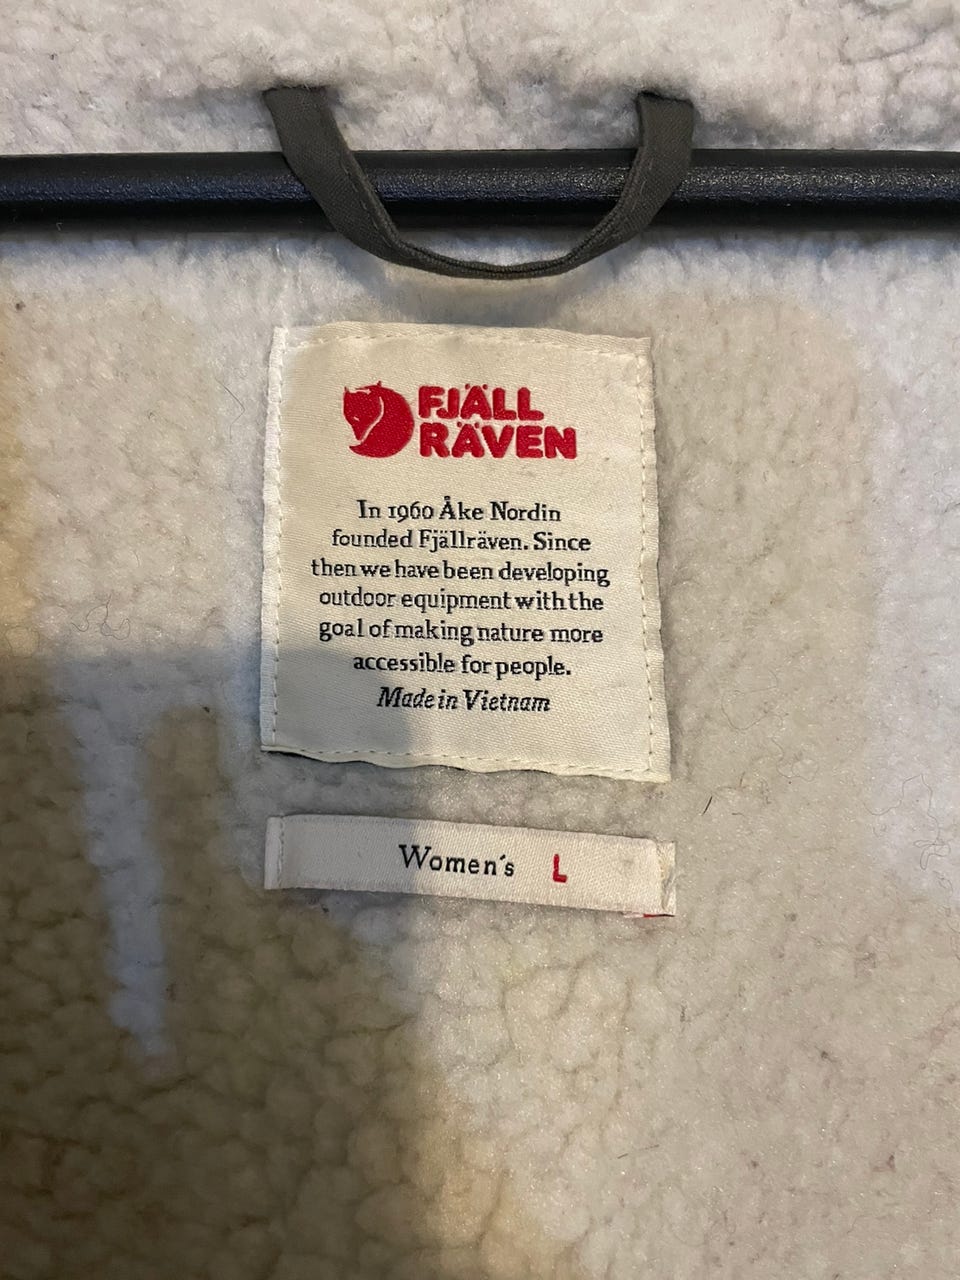 FJÄLL
RÄVEN
In 1960 Åke Nordin
founded Fjällräven. Since
then we have been developing
outdoor equipment with the
goal of making nature more
accessible for people.
Made in Vietnam
Women's L